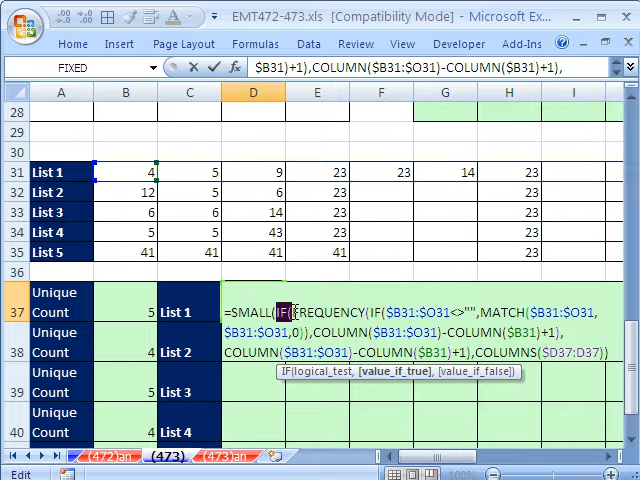 EMT472-473.xls [Compatibility Mode] - Microsoft Ex...
Home Insert Page Layout Formulas Data Review View Developer Add-Ins
FIXED fx $B31)+1),COLUMN($B31:$O31)-COLUMN($B31)+1),
A B C D E F G H I
28
29
30
31 List 1 4 5 9 23 23 14 23
32 List 2 12 5 6 23 23
33 List 3 6 6 14 23 23
34 List 4 5 5 43 23 23
35 List 5 41 41 41 41 23
36
37 Unique Count 5 List 1 =SMALL(IF(FREQUENCY(IF($B31:$O31<>"",MATCH($B31:$O31,
$B31:$O31,0)),COLUMN($B31:$O31)-COLUMN($B31)+1),
38 Unique Count 4 List 2 COLUMN($B31:$O31)-COLUMN($B31)+1),COLUMNS($D37:D37))
IF(logical_test, [value_if_true], [value_if_false])
39 Unique Count 5 List 3
40 Unique Count 4 List 4
(472)an (473) (473)an
Edit 100%